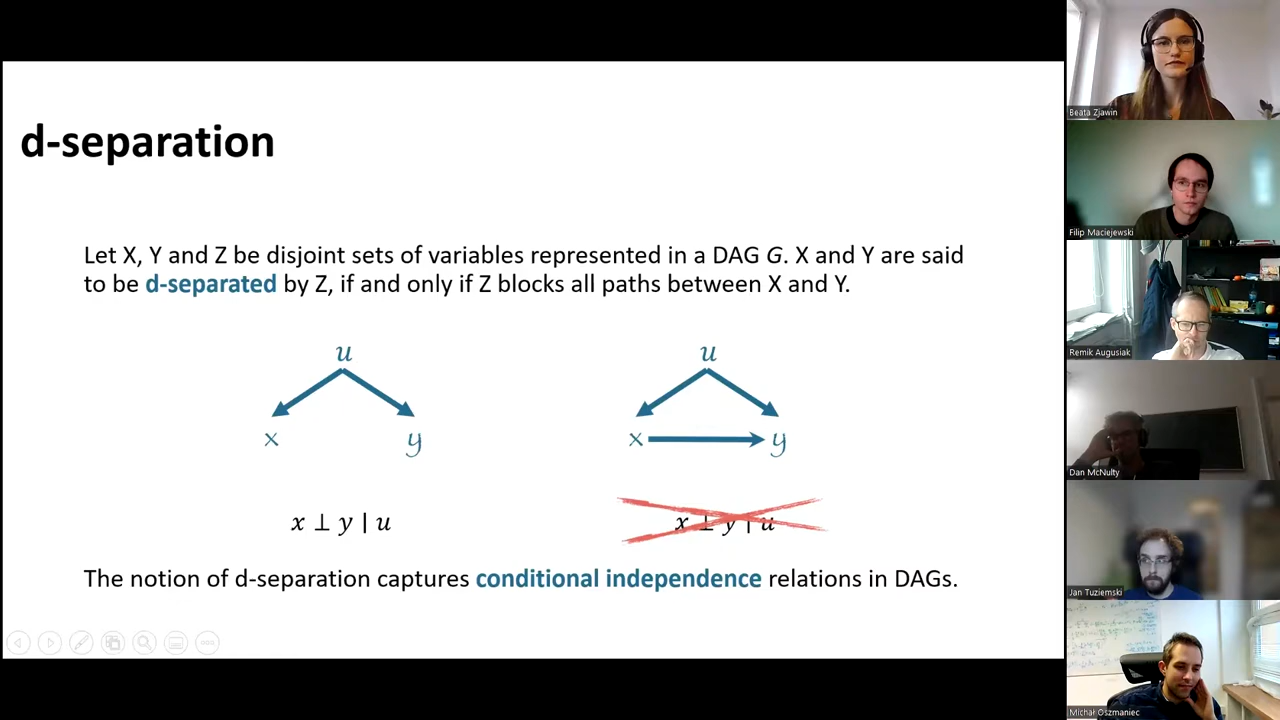 d-separation
Let X, Y and Z be disjoint sets of variables represented in a DAG G. X and Y are said
to be d-separated by Z, if and only if Z blocks all paths between X and Y.
u
x y
u
x y
x ⊥ y | u
x ⊥ y | u
The notion of d-separation captures conditional independence relations in DAGs.
Beata Zjawin
Filip Maciejewski
Remik Augusiak
Dan McNulty
Jan Tuziemski
Michał Oszmaniec